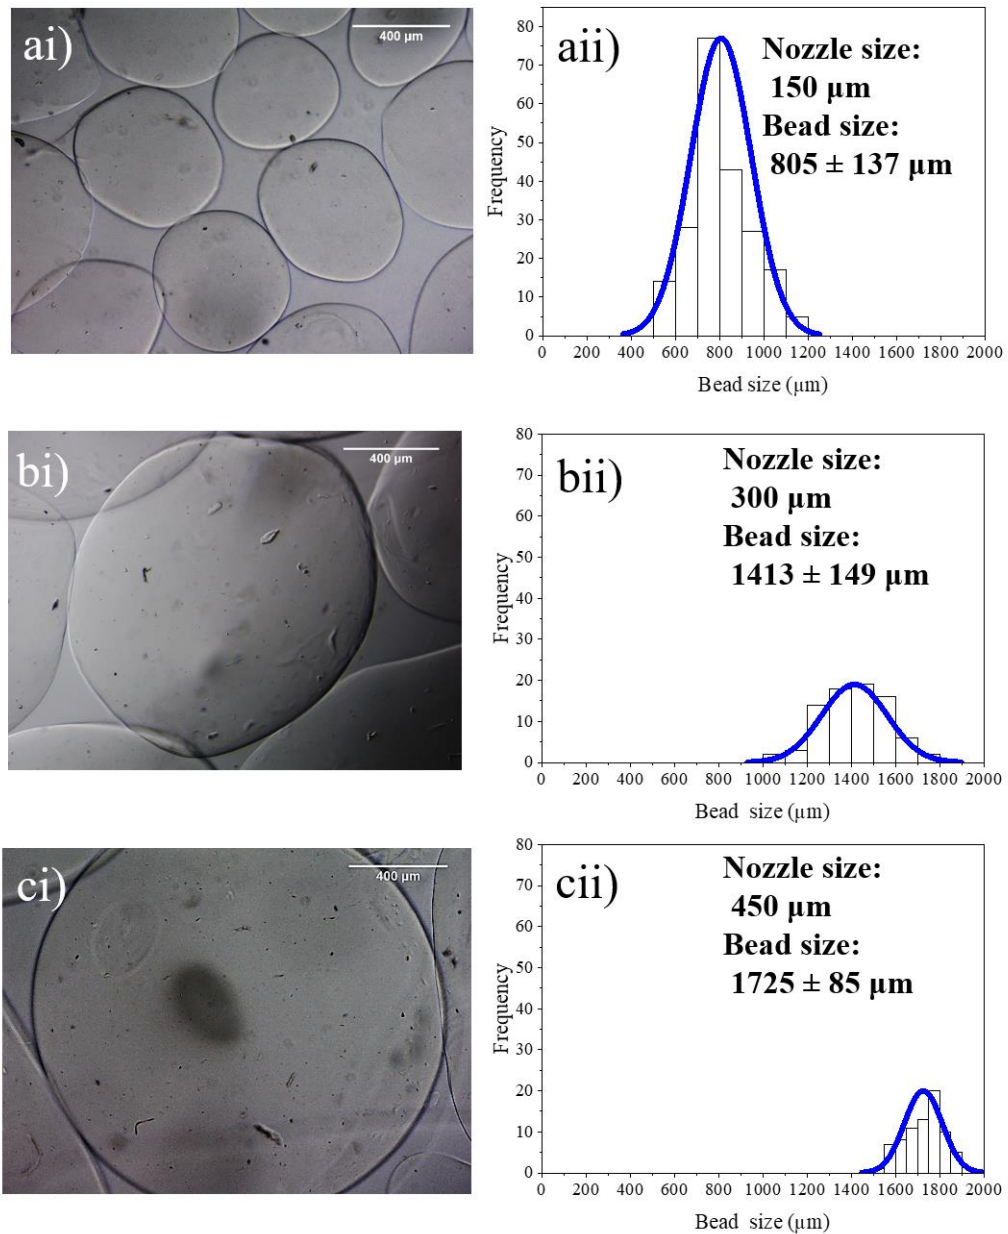 ai)
400 µm
aii)
Nozzle size:
150 µm
Bead size:
805 ± 137 µm
Frequency
80
70
60
50
40
30
20
10
0
0 200 400 600 800 1000 1200 1400 1600 1800 2000
Bead size (µm)
bi)
400 µm
bii)
Nozzle size:
300 µm
Bead size:
1413 ± 149 µm
Frequency
80
70
60
50
40
30
20
10
0
0 200 400 600 800 1000 1200 1400 1600 1800 2000
Bead size (µm)
ci)
400 µm
cii)
Nozzle size:
450 µm
Bead size:
1725 ± 85 µm
Frequency
80
70
60
50
40
30
20
10
0
0 200 400 600 800 1000 1200 1400 1600 1800 2000
Bead size (µm)